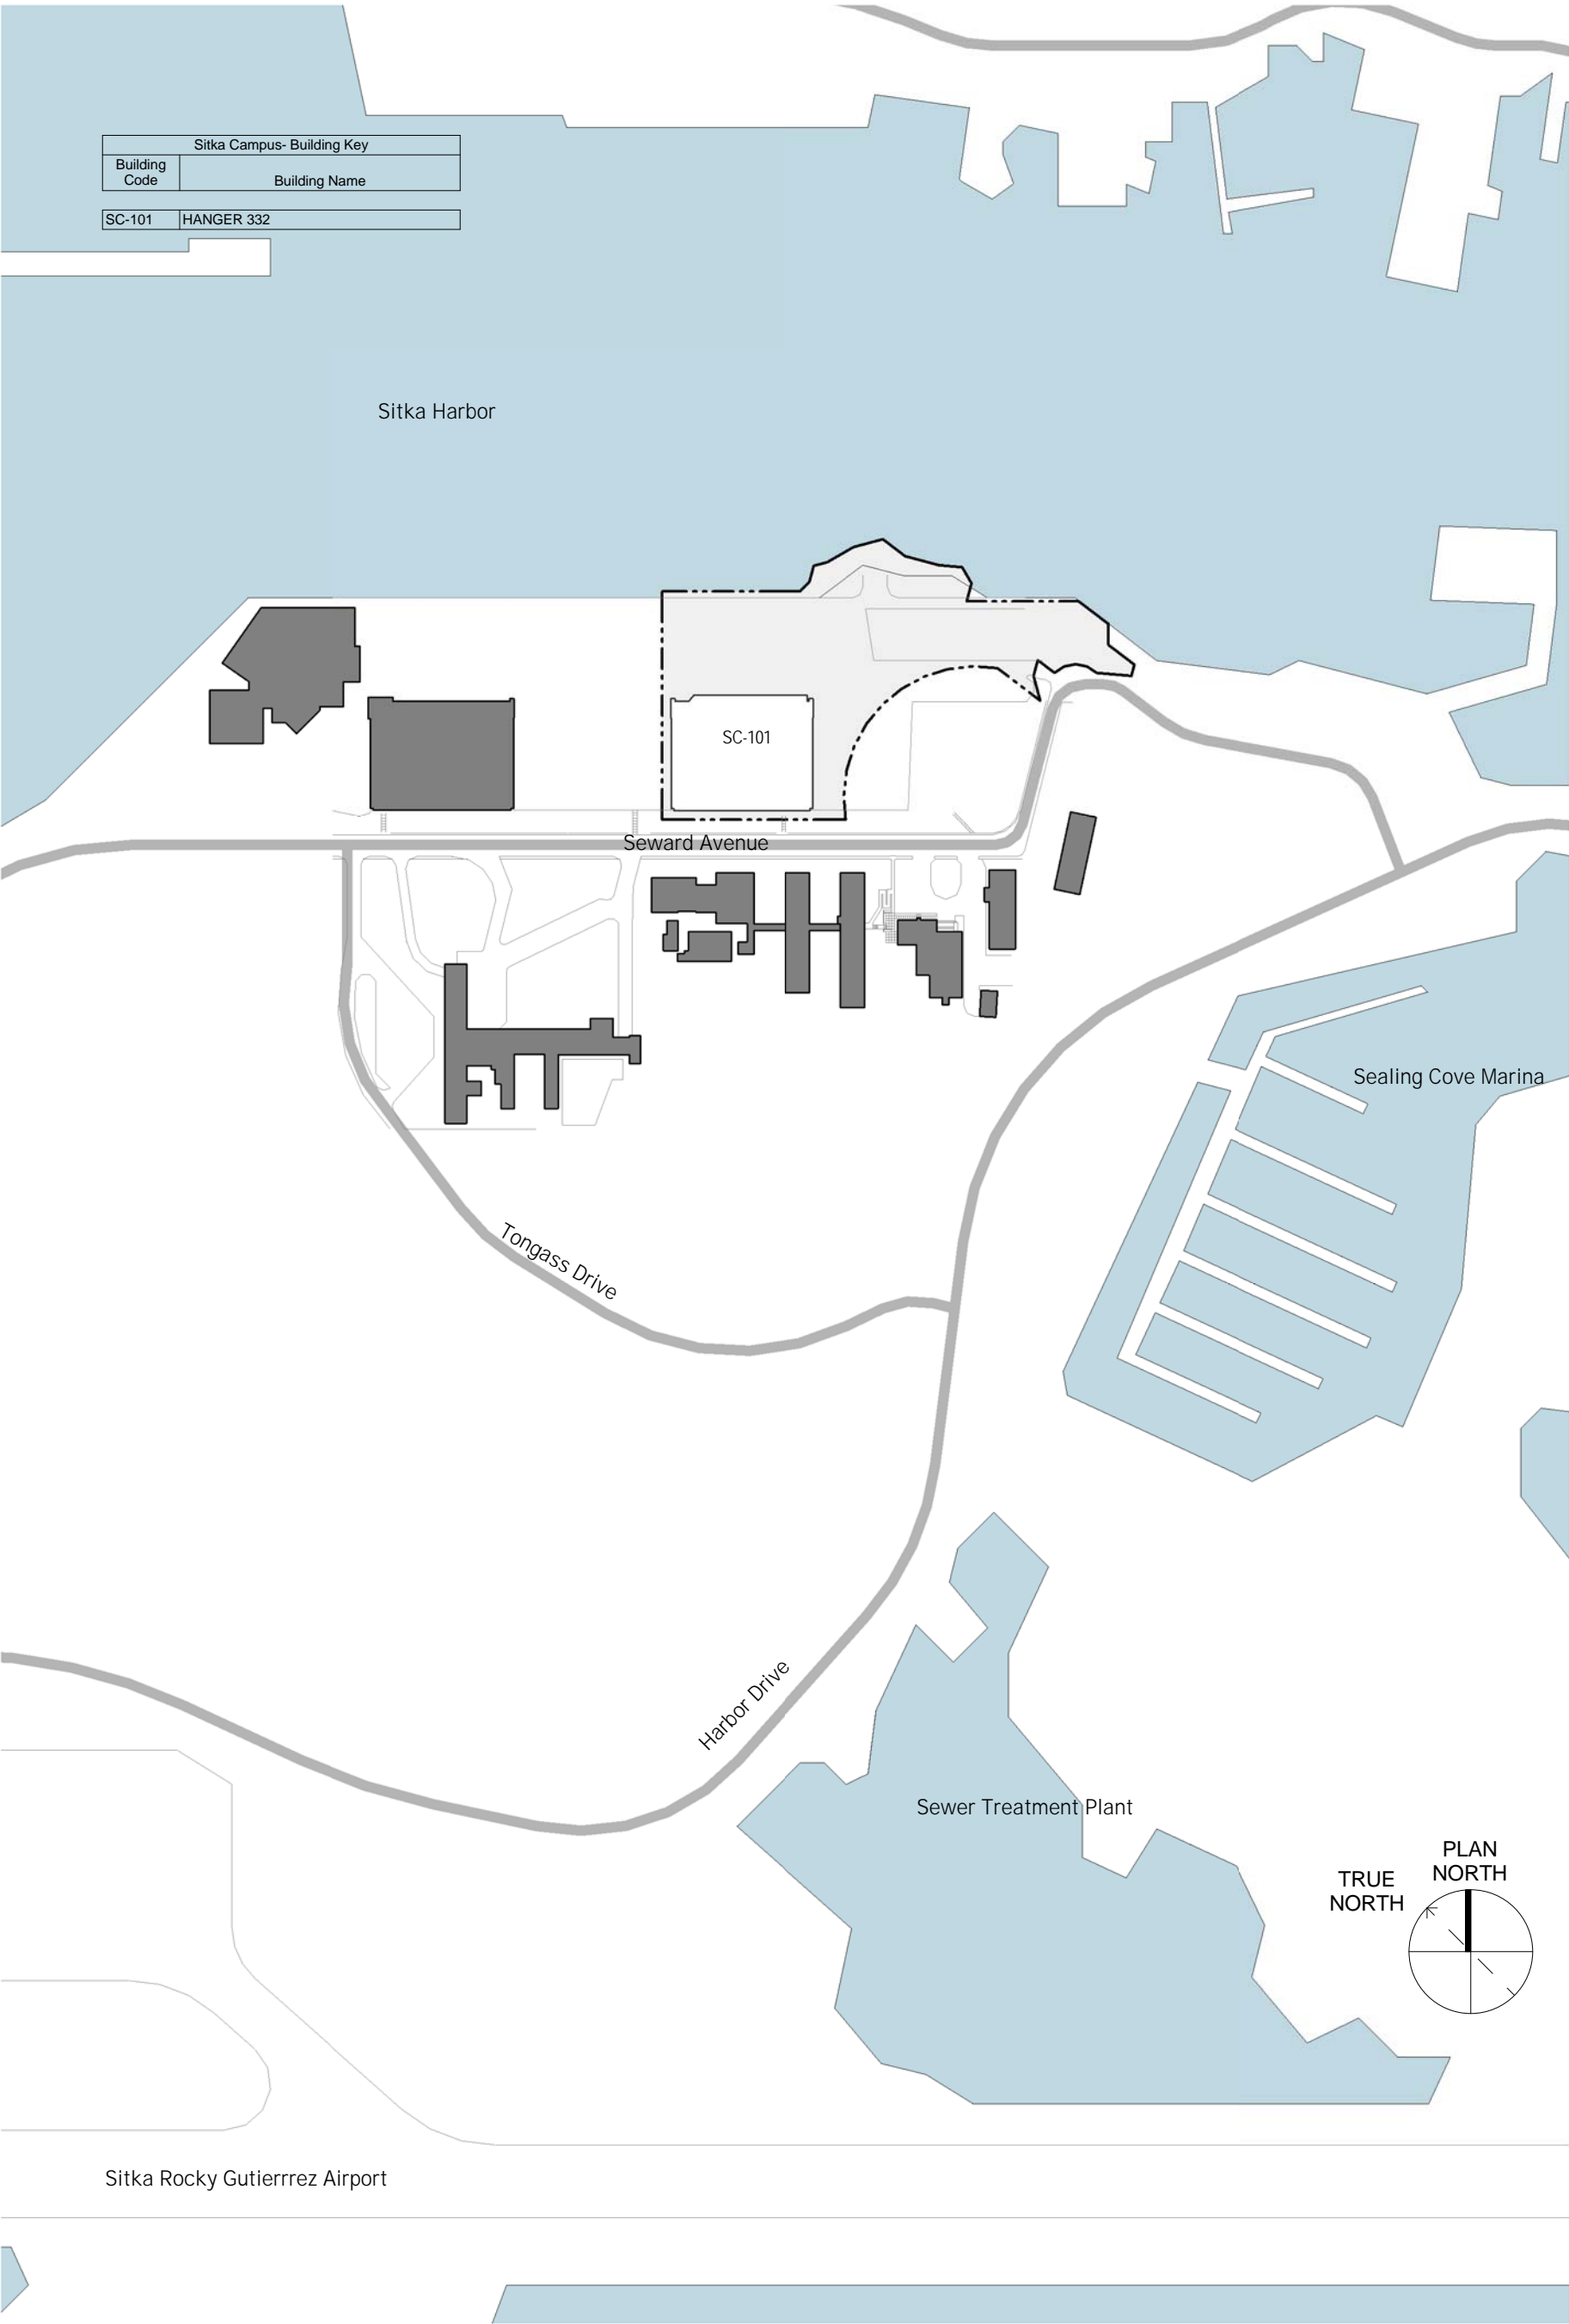 Sitka Campus- Building Key
Building
Code
Building Name
SC-101 HANGER 332
Sitka Harbor
SC-101
Seward Avenue
Sealing Cove Marina
Tongass Drive
Harbor Drive
Sewer Treatment Plant
PLAN
NORTH
TRUE
NORTH
Sitka Rocky Gutierrrez Airport